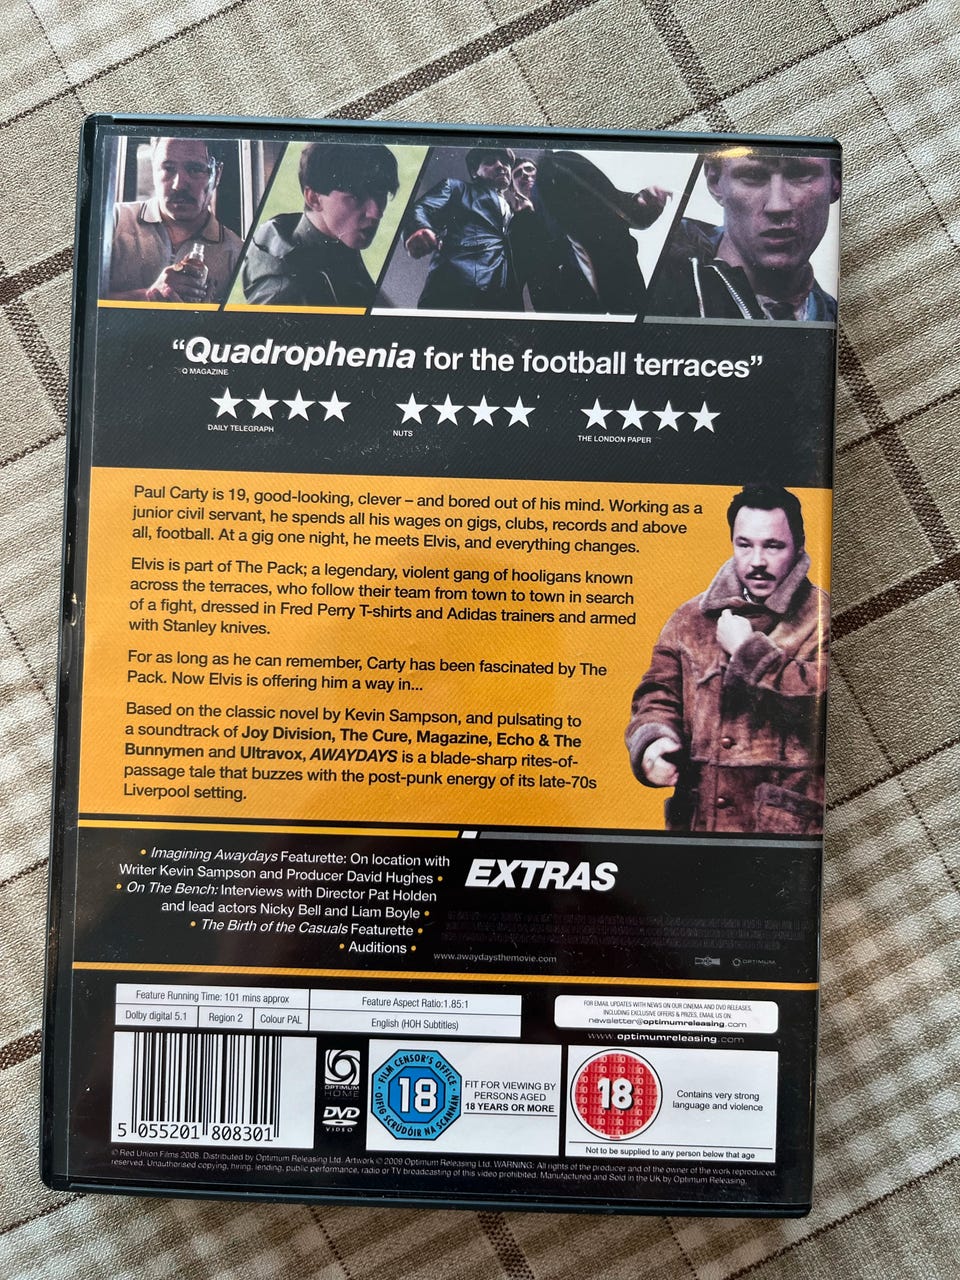 “Quadrophenia for the football terraces”
Q MAGAZINE
DAILY TELEGRAPH
NUTS
THE LONDON PAPER
Paul Carty is 19, good-looking, clever – and bored out of his mind. Working as a
junior civil servant, he spends all his wages on gigs, clubs, records and above
all, football. At a gig one night, he meets Elvis, and everything changes.
Elvis is part of The Pack; a legendary, violent gang of hooligans known
across the terraces, who follow their team from town to town in search
of a fight, dressed in Fred Perry T-shirts and Adidas trainers and armed
with Stanley knives.
For as long as he can remember, Carty has been fascinated by The
Pack. Now Elvis is offering him a way in...
Based on the classic novel by Kevin Sampson, and pulsating to
a soundtrack of Joy Division, The Cure, Magazine, Echo & The
Bunnymen and Ultravox, AWAYDAYS is a blade-sharp rites-of-
passage tale that buzzes with the post-punk energy of its late-70s
Liverpool setting.
• Imagining Awaydays Featurette: On location with
Writer Kevin Sampson and Producer David Hughes •
• On The Bench: Interviews with Director Pat Holden
and lead actors Nicky Bell and Liam Boyle •
• The Birth of the Casuals Featurette •
• Auditions •
EXTRAS
www.awaydaysthemovie.com
OPTIMUM
Feature Running Time: 101 mins approx
Feature Aspect Ratio:1.85:1
Dolby digital 5.1
Region 2
Colour PAL
English (HOH Subtitles)
FOR EMAIL UPDATES WITH NEWS ON OUR CINEMA AND DVD RELEASES,
INCLUDING EXCLUSIVE OFFERS & PRIZES, EMAIL US ON:
newsletter@optimumreleasing.com
www.optimumreleasing.com
5 055201 808301
OPTIMUM
HOME
DVD
VIDEO
FILM CENSOR'S OFFICE
18
OIFIG SCRÚDÓIR NA SCANNÁN
FIT FOR VIEWING BY
PERSONS AGED
18 YEARS OR MORE
18
Contains very strong
language and violence
Not to be supplied to any person below that age
© Red Union Films 2008. Distributed by Optimum Releasing Ltd. Artwork © 2009 Optimum Releasing Ltd. WARNING: All rights of the producer and of the owner of the work reproduced
reserved. Unauthorised copying, hiring, lending, public performance, radio or TV broadcasting of this video prohibited. Manufactured and Sold in the UK by Optimum Releasing.